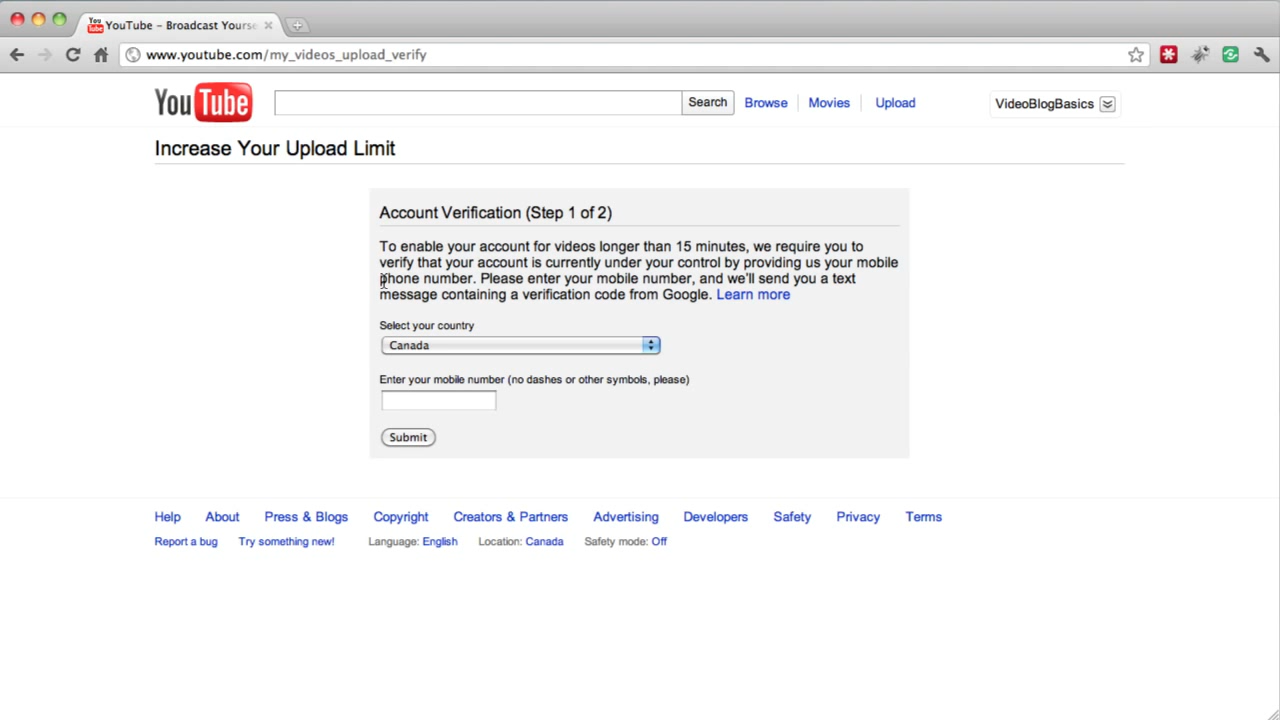 You Tube YouTube – Broadcast Yourse
www.youtube.com/my_videos_upload_verify
YouTube Search Browse Movies Upload VideoBlogBasics
Increase Your Upload Limit
Account Verification (Step 1 of 2)
To enable your account for videos longer than 15 minutes, we require you to
verify that your account is currently under your control by providing us your mobile
phone number. Please enter your mobile number, and we'll send you a text
message containing a verification code from Google. Learn more
Select your country
Canada
Enter your mobile number (no dashes or other symbols, please)
Submit
Help About Press & Blogs Copyright Creators & Partners Advertising Developers Safety Privacy Terms
Report a bug Try something new! Language: English Location: Canada Safety mode: Off